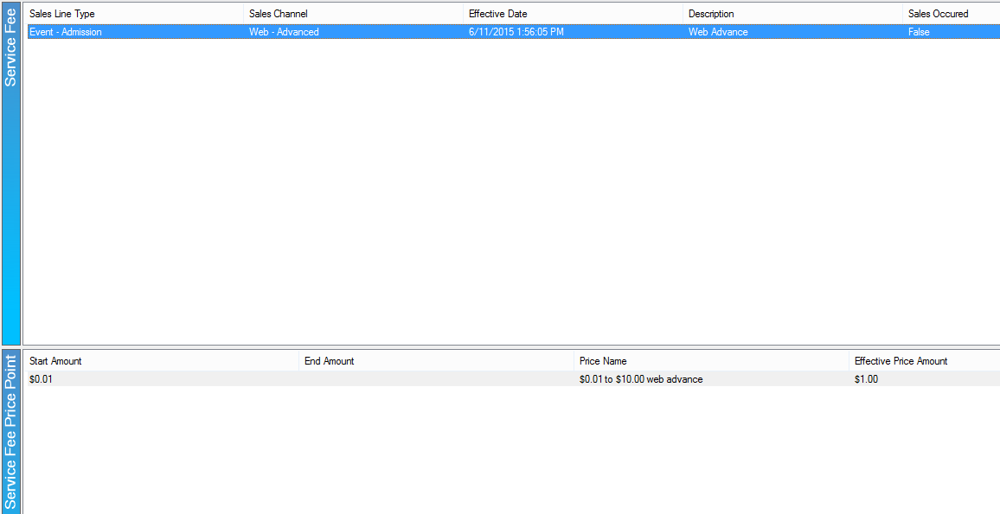 Service Fee
Sales Line Type Sales Channel Effective Date Description Sales Occured
Event - Admission Web - Advanced 6/11/2015 1:56:05 PM Web Advance False
Service Fee Price Point
Start Amount End Amount Price Name Effective Price Amount
$0.01 $0.01 to $10.00 web advance $1.00